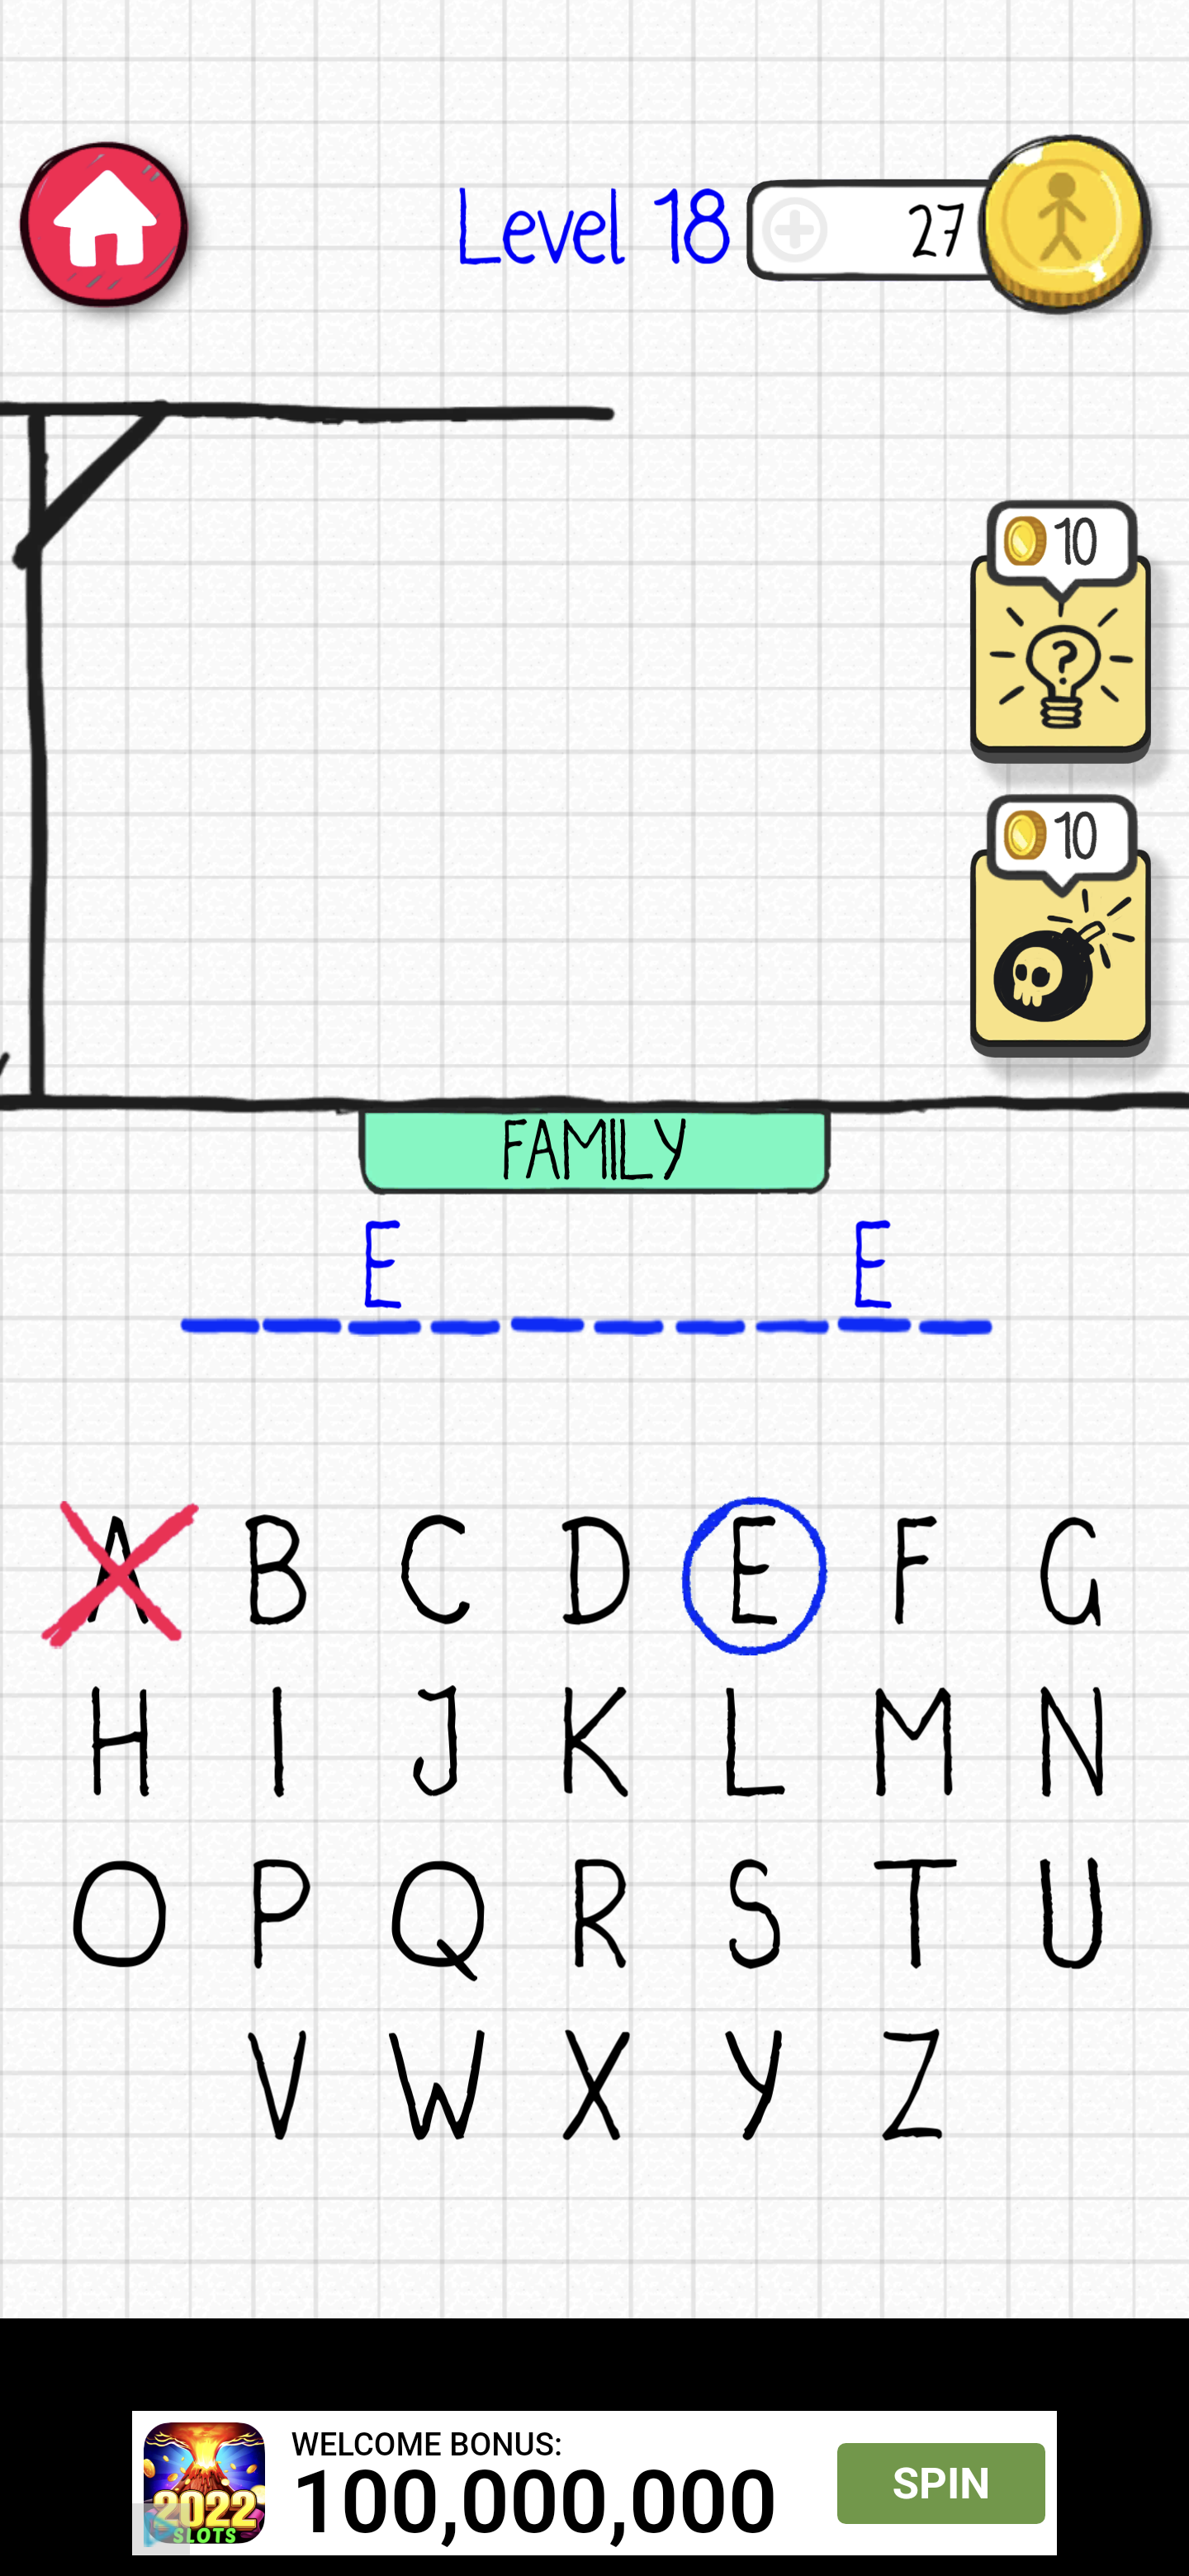 Level 18
27
10
?
10
FAMILY
E E
A B C D E F G
H I J K L M N
O P Q R S T U
V W X Y Z
WELCOME BONUS:
100,000,000
SPIN
2022
SLOTS